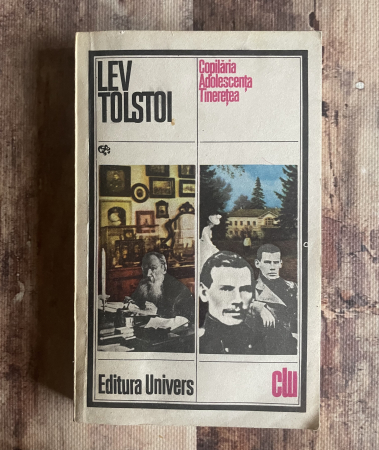 LEV
TOLSTOI
Copilăria
Adolescența
Tinerețea
Editura Univers
clu